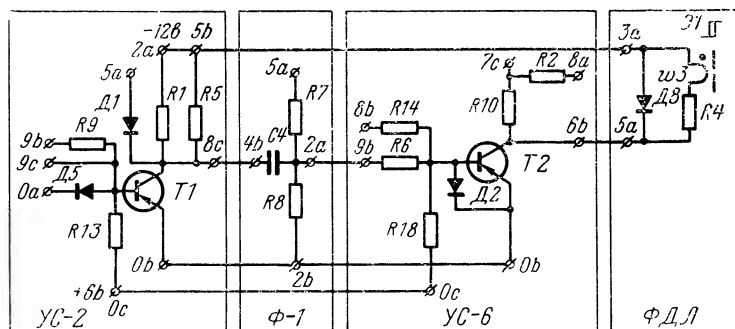 -12в 5b
2a
3a
Э1
5a
Д1
R1
R5
5a
R7
7c
R2
8a
R10
w3
Д8
R4
R9
9b
9c
Д5
0a
8c
4b
C4
2a
8b
R14
9b
R6
6b
5a
T1
T2
Д2
R13
R8
R18
0b
2b
0b
+6b
0c
0c
УС-2
Ф-1
УС-6
ФДЛ